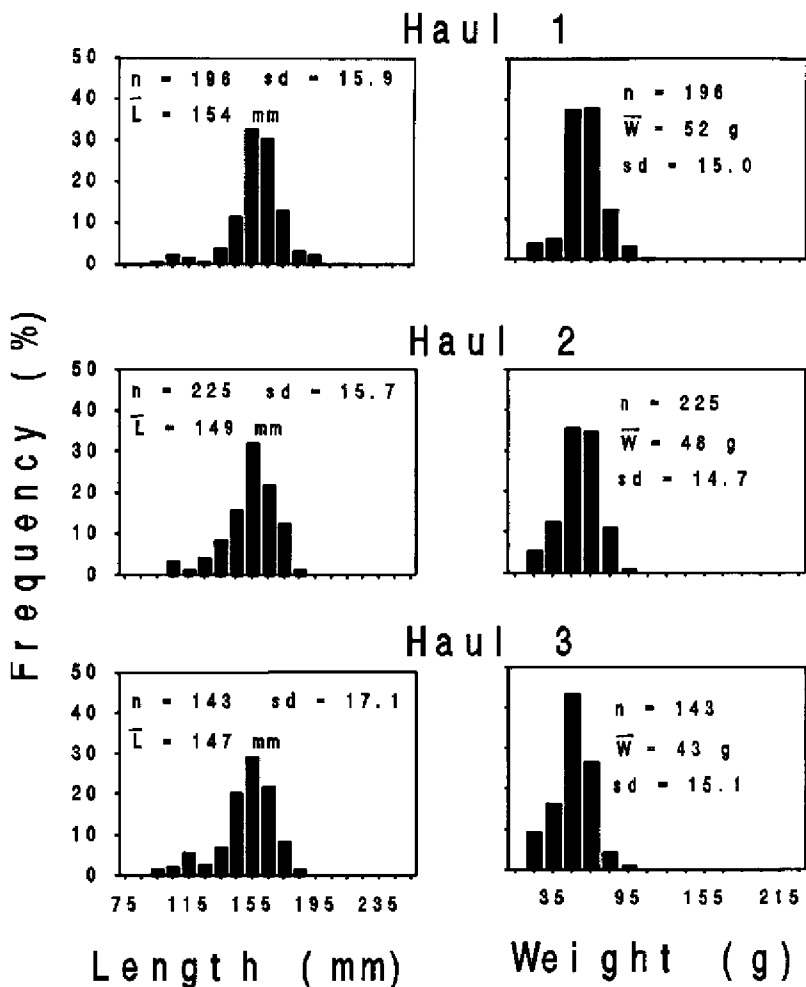 Haul 1
50
40
30
20
10
0
n = 196 sd = 15.9
L̅ = 154 mm
n = 196
W̅ = 52 g
sd = 15.0
Haul 2
50
40
30
20
10
0
n = 225 sd = 15.7
L̅ = 149 mm
n = 225
W̅ = 48 g
sd = 14.7
Haul 3
50
40
30
20
10
0
n = 143 sd = 17.1
L̅ = 147 mm
n = 143
W̅ = 43 g
sd = 15.1
Frequency (%)
75 115 155 195 235
35 95 155 215
Length (mm)
Weight (g)